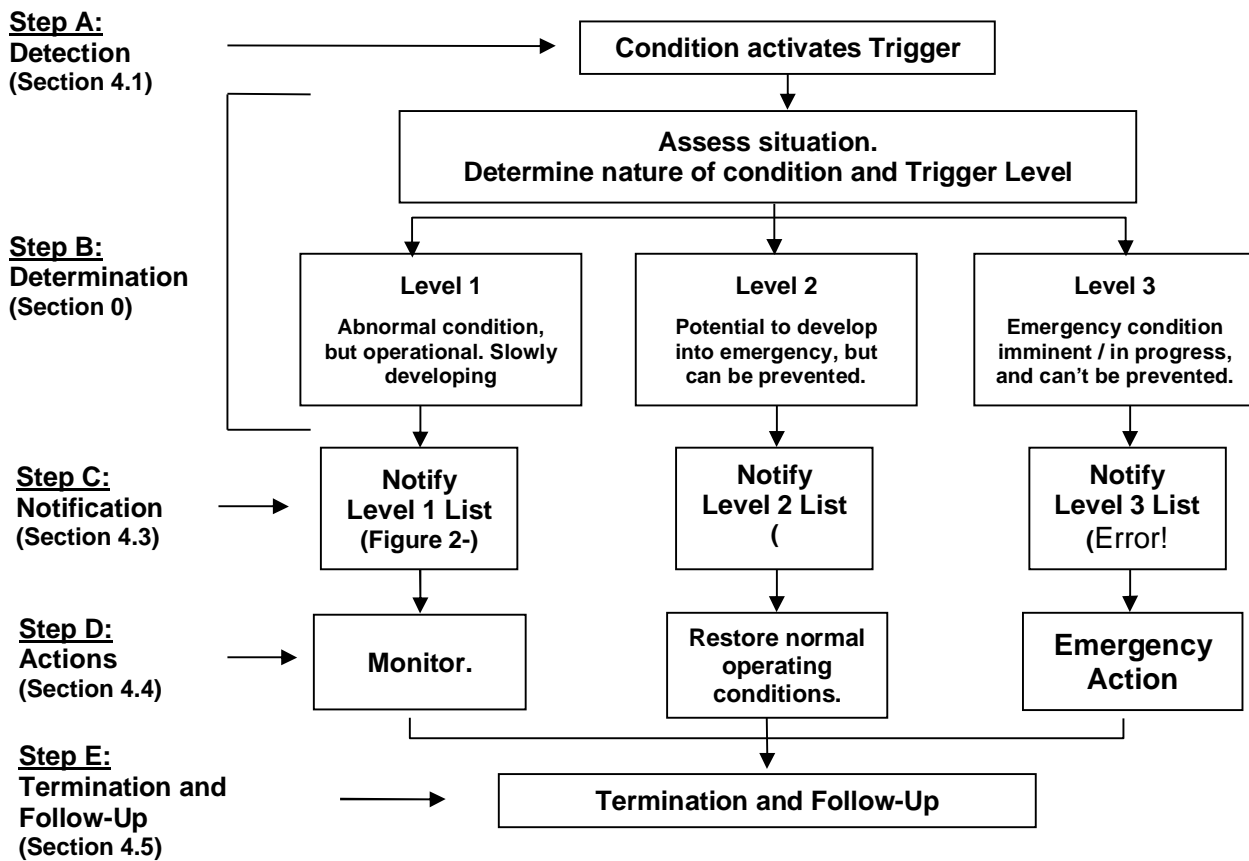 Step A:
Detection
(Section 4.1)
Condition activates Trigger
Assess situation.
Determine nature of condition and Trigger Level
Step B:
Determination
(Section 0)
Level 1
Abnormal condition,
but operational. Slowly
developing
Level 2
Potential to develop
into emergency, but
can be prevented.
Level 3
Emergency condition
imminent / in progress,
and can't be prevented.
Step C:
Notification
(Section 4.3)
Notify
Level 1 List
(Figure 2-)
Notify
Level 2 List
(
Notify
Level 3 List
(Error!
Step D:
Actions
(Section 4.4)
Monitor.
Restore normal
operating
conditions.
Emergency
Action
Step E:
Termination and
Follow-Up
(Section 4.5)
Termination and Follow-Up